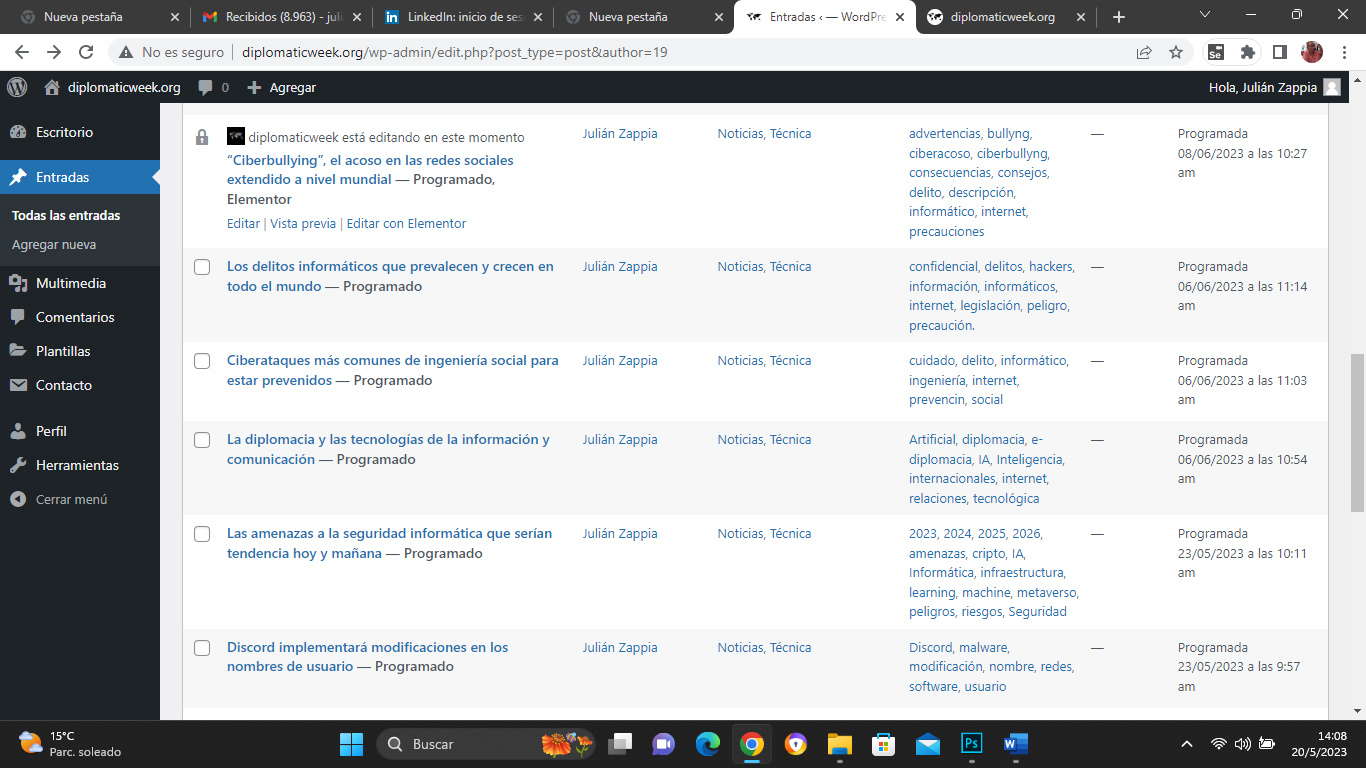 Nueva pestaña
Recibidos (8.963) - juli
LinkedIn: inicio de ses
Nueva pestaña
Entradas ‹ — WordPre
diplomaticweek.org
No es seguro
diplomaticweek.org/wp-admin/edit.php?post_type=post&author=19
diplomaticweek.org
0
Agregar
Hola, Julián Zappia
Escritorio
Entradas
Todas las entradas
Agregar nueva
Multimedia
Comentarios
Plantillas
Contacto
Perfil
Herramientas
Cerrar menú
diplomaticweek está editando en este momento
“Ciberbullying”, el acoso en las redes sociales
extendido a nivel mundial — Programado,
Elementor
Editar | Vista previa | Editar con Elementor
Julián Zappia
Noticias, Técnica
advertencias, bullyng,
ciberacoso, ciberbullyng,
consecuencias, consejos,
delito, descripción,
informático, internet,
precauciones
—
Programada
08/06/2023 a las 10:27
am
Los delitos informáticos que prevalecen y crecen en
todo el mundo — Programado
Julián Zappia
Noticias, Técnica
confidencial, delitos, hackers,
información, informáticos,
internet, legislación, peligro,
precaución.
—
Programada
06/06/2023 a las 11:14
am
Ciberataques más comunes de ingeniería social para
estar prevenidos — Programado
Julián Zappia
Noticias, Técnica
cuidado, delito, informático,
ingeniería, internet,
prevencin, social
—
Programada
06/06/2023 a las 11:03
am
La diplomacia y las tecnologías de la información y
comunicación — Programado
Julián Zappia
Noticias, Técnica
Artificial, diplomacia, e-
diplomacia, IA, Inteligencia,
internacionales, internet,
relaciones, tecnológica
—
Programada
06/06/2023 a las 10:54
am
Las amenazas a la seguridad informática que serían
tendencia hoy y mañana — Programado
Julián Zappia
Noticias, Técnica
2023, 2024, 2025, 2026,
amenazas, cripto, IA,
Informática, infraestructura,
learning, machine, metaverso,
peligros, riesgos, Seguridad
—
Programada
23/05/2023 a las 10:11
am
Discord implementará modificaciones en los
nombres de usuario — Programado
Julián Zappia
Noticias, Técnica
Discord, malware,
modificación, nombre, redes,
software, usuario
—
Programada
23/05/2023 a las 9:57
am
15°C
Parc. soleado
Buscar
Se
Ps
W
14:08
20/5/2023